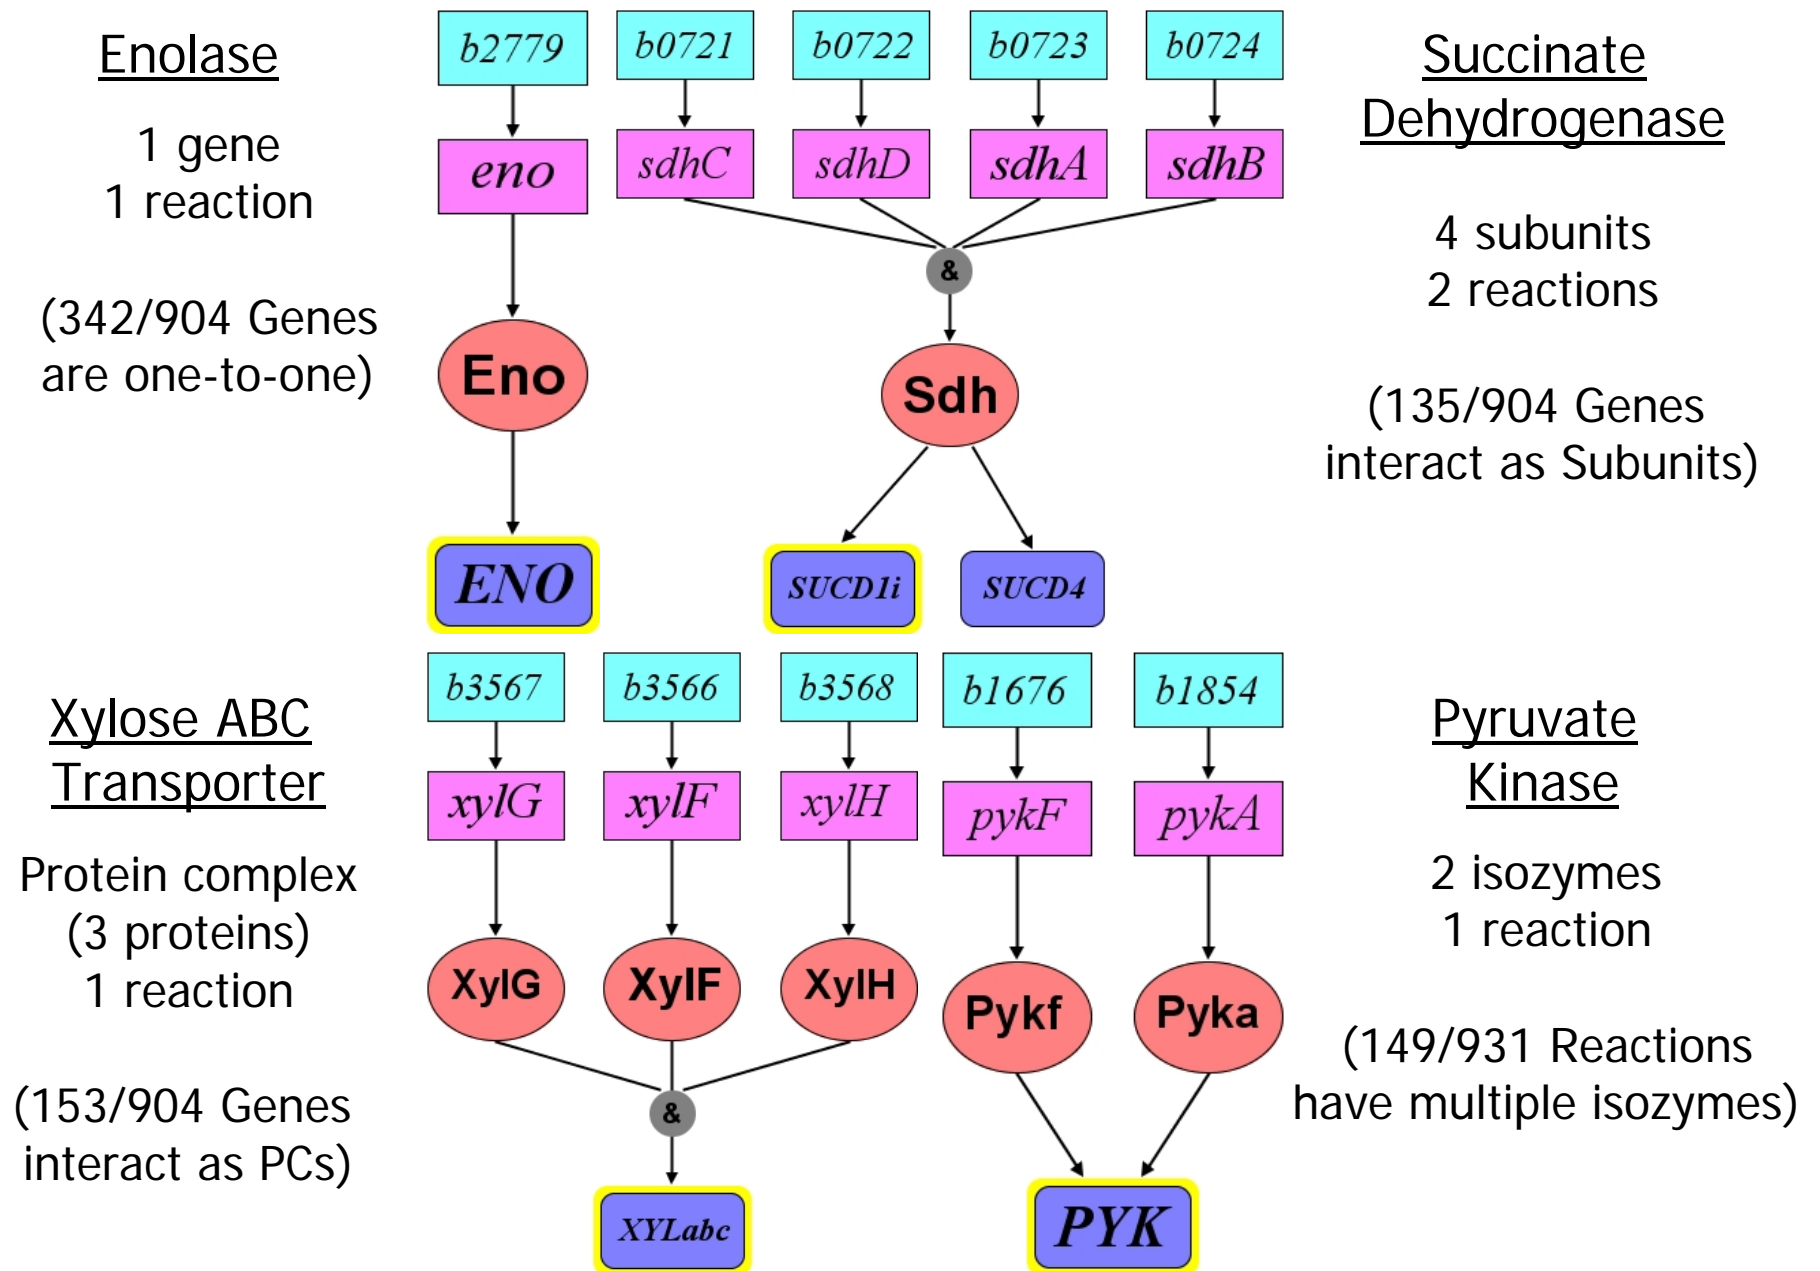 Enolase
1 gene
1 reaction
(342/904 Genes
are one-to-one)
b2779
eno
Eno
ENO
b0721
b0722
b0723
b0724
sdhC
sdhD
sdhA
sdhB
&
Sdh
SUCD1i
SUCD4
Succinate
Dehydrogenase
4 subunits
2 reactions
(135/904 Genes
interact as Subunits)
Xylose ABC
Transporter
Protein complex
(3 proteins)
1 reaction
(153/904 Genes
interact as PCs)
b3567
b3566
b3568
xylG
xylF
xylH
XylG
XylF
XylH
&
XYLabc
b1676
b1854
pykF
pykA
Pykf
Pyka
PYK
Pyruvate
Kinase
2 isozymes
1 reaction
(149/931 Reactions
have multiple isozymes)